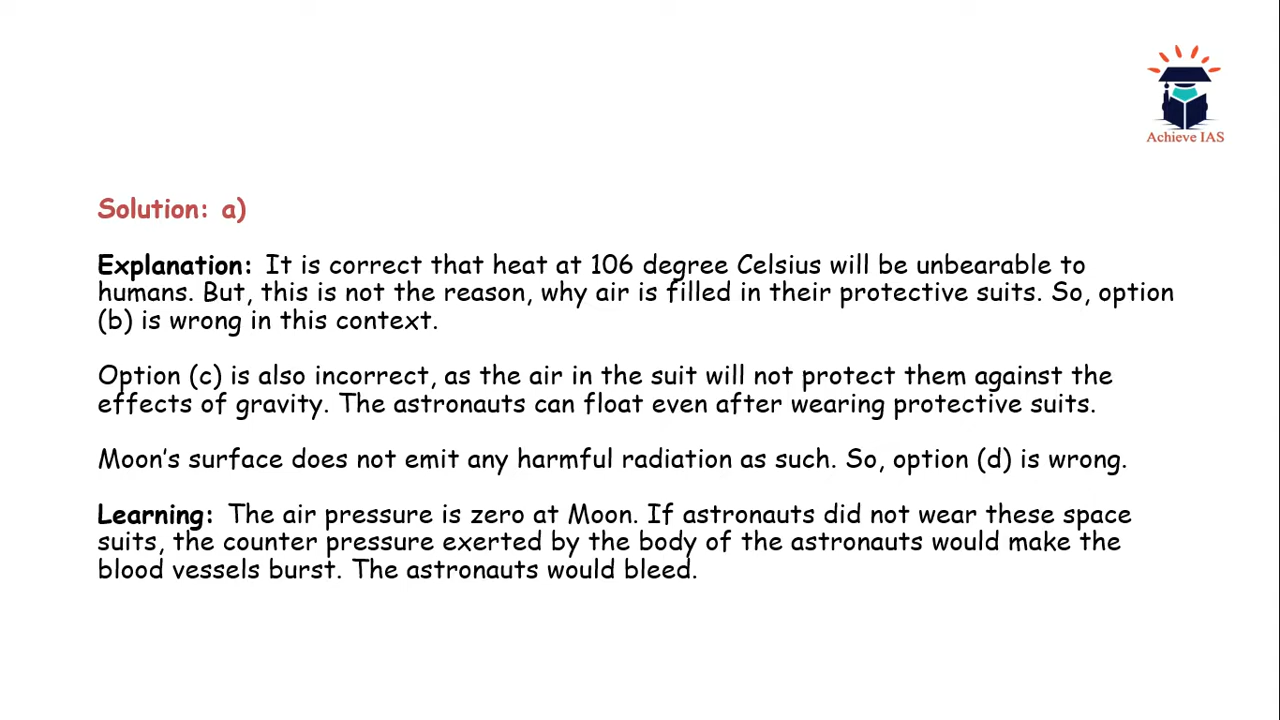 Achieve IAS
Solution: a)
Explanation: It is correct that heat at 106 degree Celsius will be unbearable to
humans. But, this is not the reason, why air is filled in their protective suits. So, option
(b) is wrong in this context.
Option (c) is also incorrect, as the air in the suit will not protect them against the
effects of gravity. The astronauts can float even after wearing protective suits.
Moon's surface does not emit any harmful radiation as such. So, option (d) is wrong.
Learning: The air pressure is zero at Moon. If astronauts did not wear these space
suits, the counter pressure exerted by the body of the astronauts would make the
blood vessels burst. The astronauts would bleed.